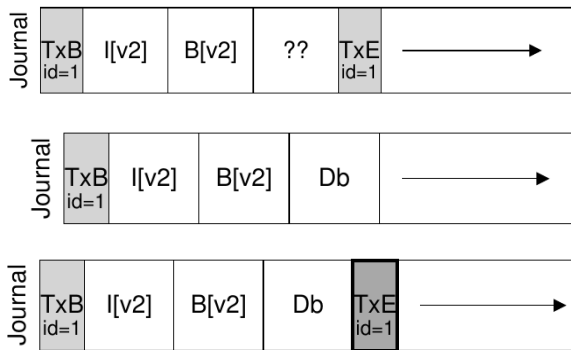 Journal
TxB id=1 I[v2] B[v2] ?? TxE id=1
Journal
TxB id=1 I[v2] B[v2] Db
Journal
TxB id=1 I[v2] B[v2] Db TxE id=1